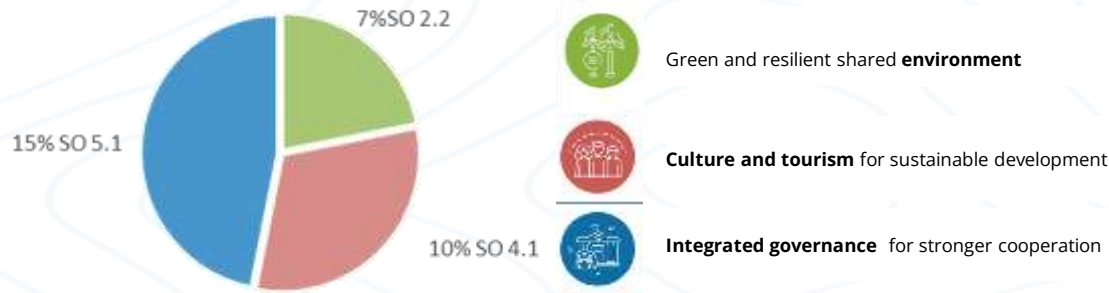 7%SO 2.2
15% SO 5.1
10% SO 4.1
Green and resilient shared environment
Culture and tourism for sustainable development
Integrated governance for stronger cooperation